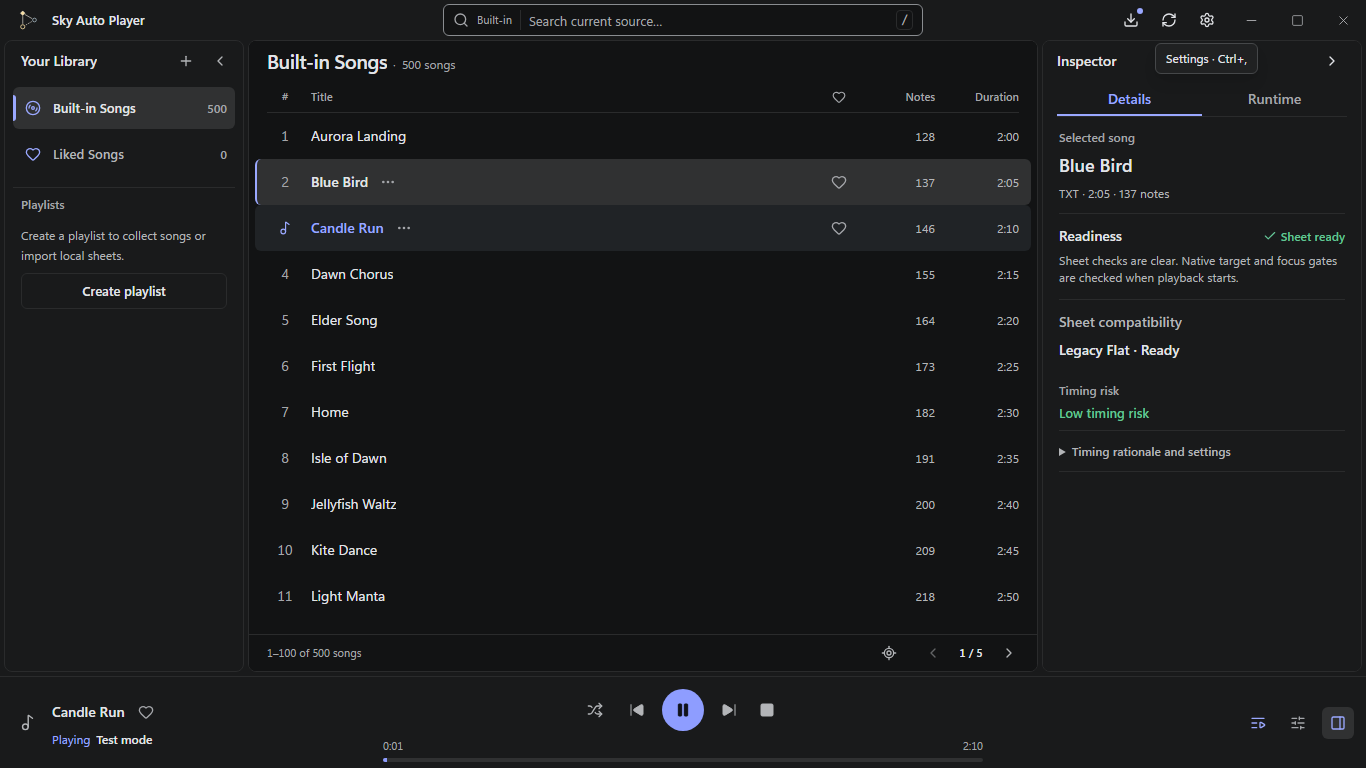 Sky Auto Player
Built-in
Search current source...
/
Your Library
Built-in Songs 500
Liked Songs 0
Playlists
Create a playlist to collect songs or
import local sheets.
Create playlist
Built-in Songs · 500 songs
# Title Notes Duration
1 Aurora Landing 128 2:00
2 Blue Bird ··· 137 2:05
Candle Run ··· 146 2:10
4 Dawn Chorus 155 2:15
5 Elder Song 164 2:20
6 First Flight 173 2:25
7 Home 182 2:30
8 Isle of Dawn 191 2:35
9 Jellyfish Waltz 200 2:40
10 Kite Dance 209 2:45
11 Light Manta 218 2:50
1–100 of 500 songs
1 / 5
Inspector
Settings · Ctrl+,
Details Runtime
Selected song
Blue Bird
TXT · 2:05 · 137 notes
Readiness Sheet ready
Sheet checks are clear. Native target and focus gates
are checked when playback starts.
Sheet compatibility
Legacy Flat · Ready
Timing risk
Low timing risk
Timing rationale and settings
Candle Run
Playing Test mode
0:01 2:10